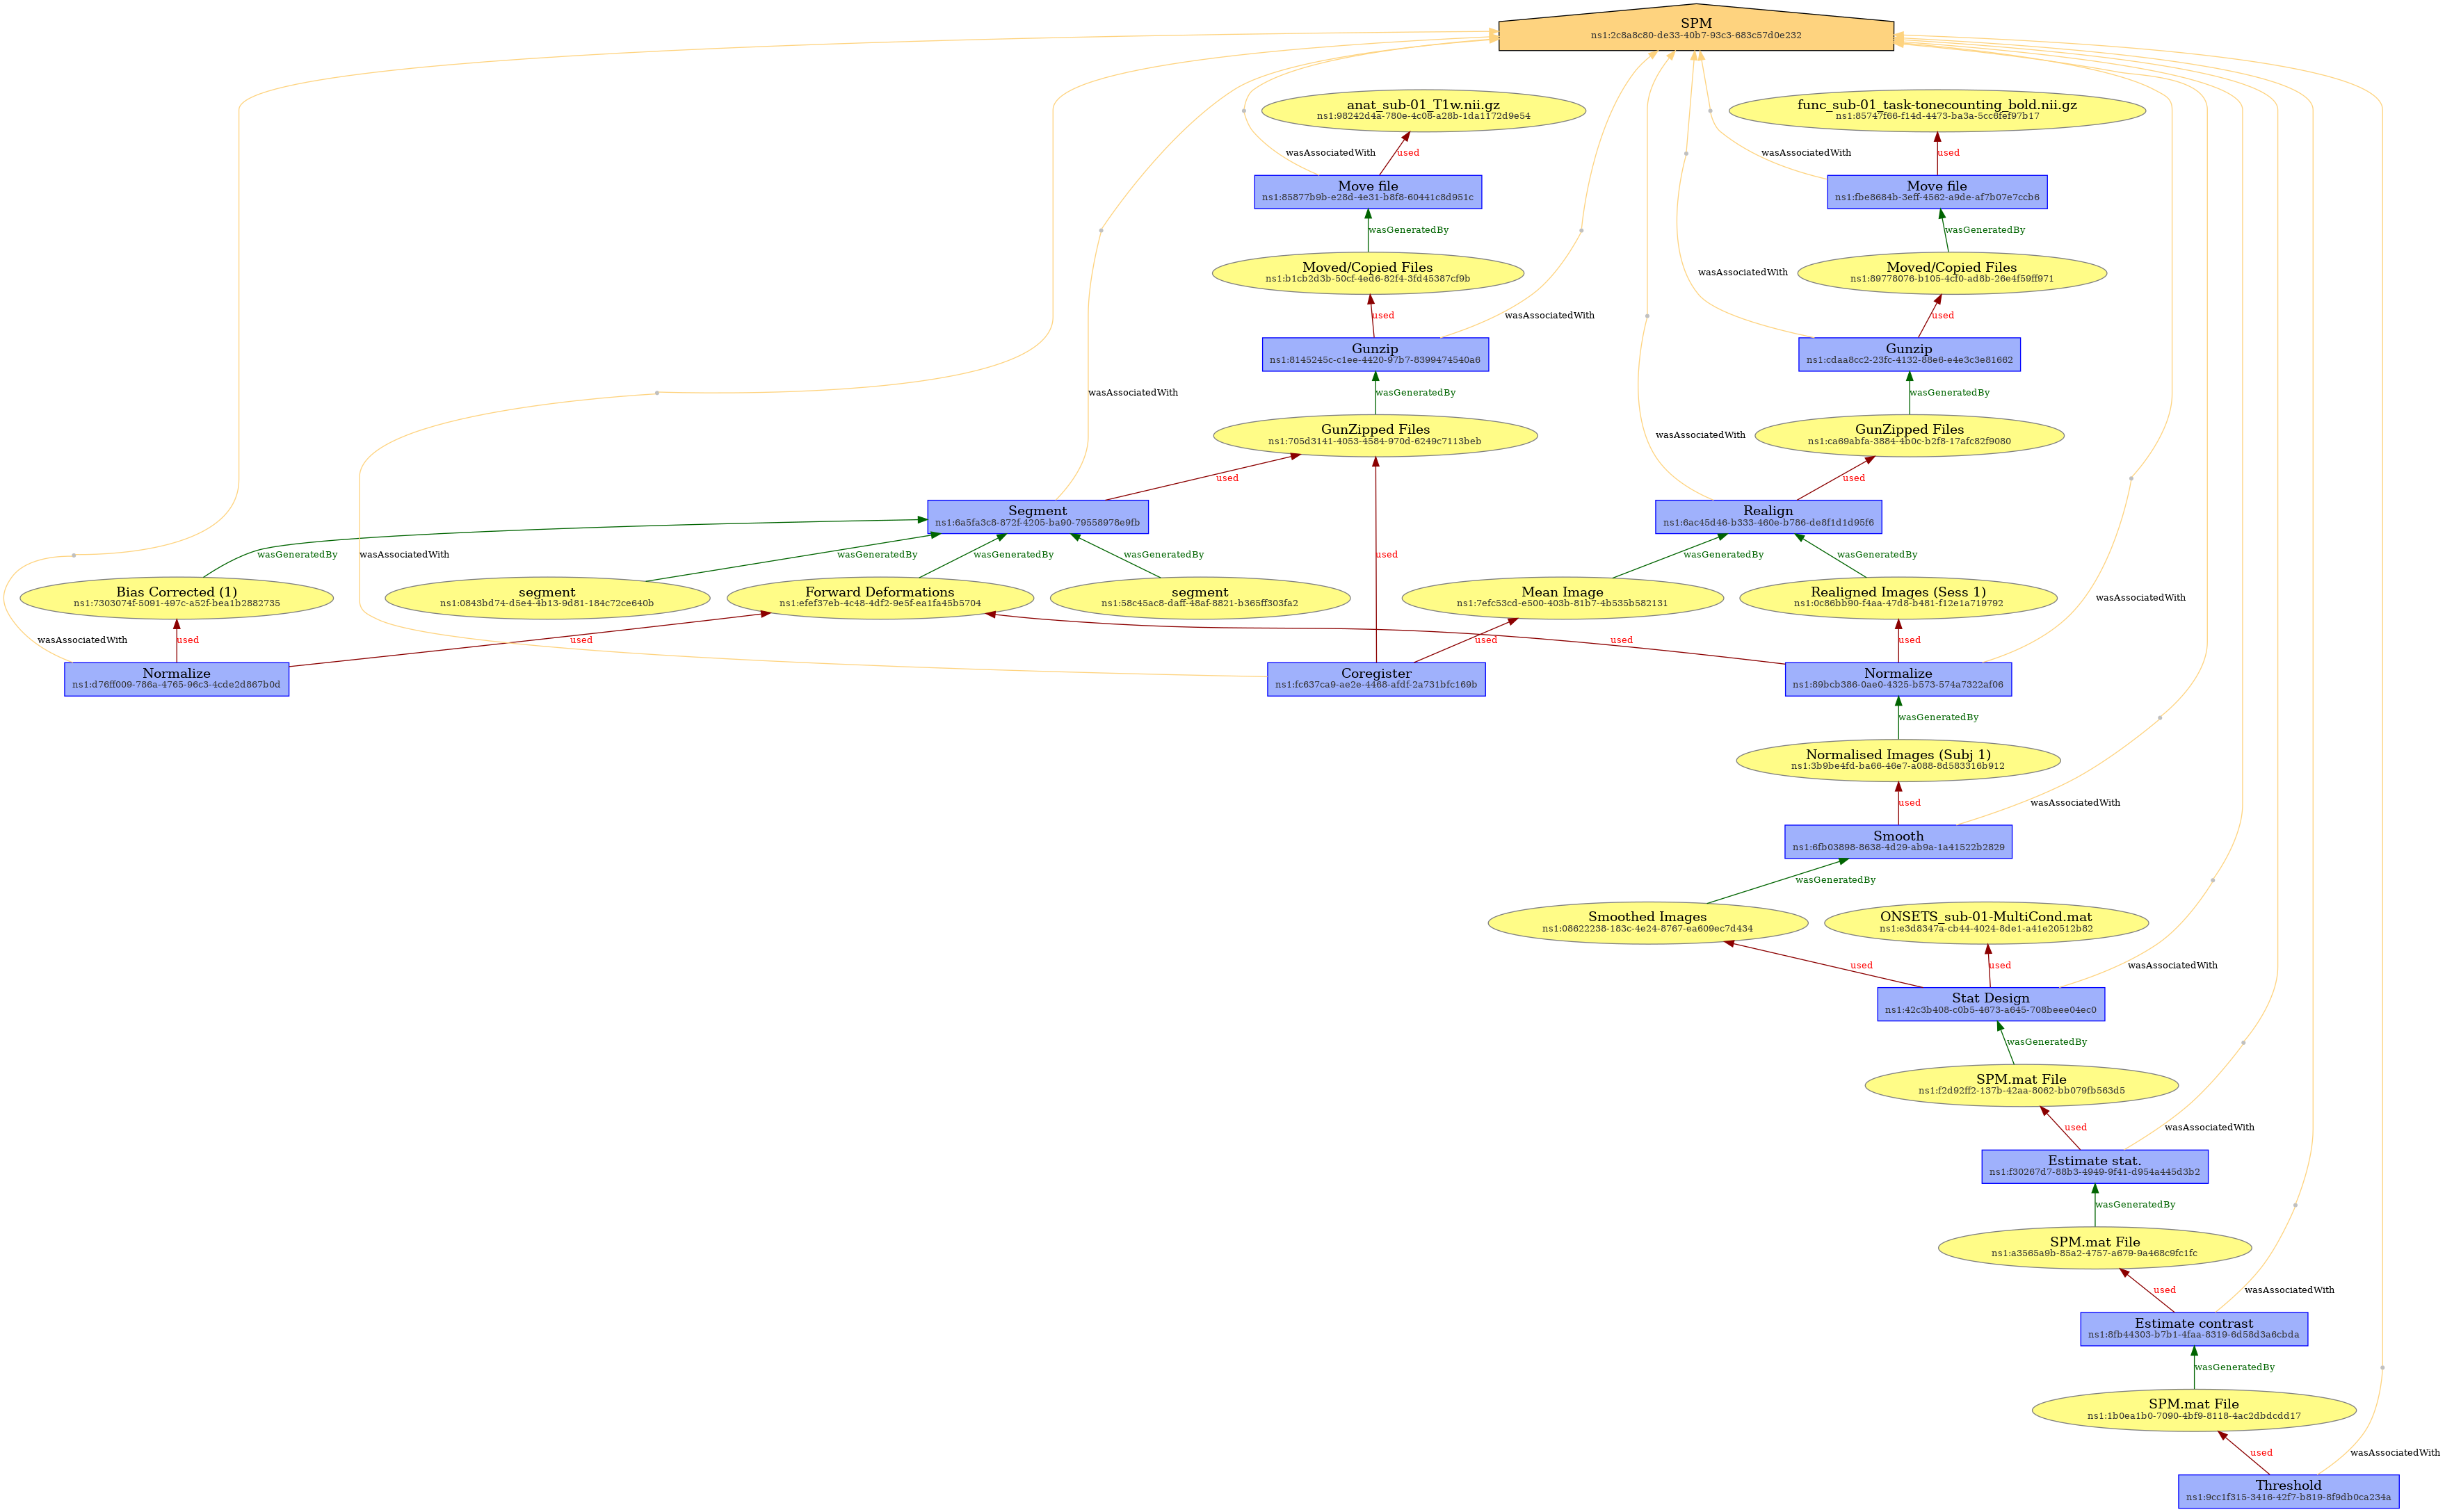 SPM
ns1:2c8a8c80-de33-40b7-93c3-683c57d0e232
anat_sub-01_T1w.nii.gz
ns1:98242d4a-780e-4c08-a28b-1da1172d9e54
func_sub-01_task-tonecounting_bold.nii.gz
ns1:85747f66-f14d-4473-ba3a-5cc6fef97b17
wasAssociatedWith
used
wasAssociatedWith
used
Move file
ns1:85877b9b-e28d-4e31-b8f8-60441c8d951c
Move file
ns1:fbe8684b-3eff-4562-a9de-af7b07e7ccb6
wasGeneratedBy
wasGeneratedBy
Moved/Copied Files
ns1:b1cb2d3b-50cf-4ed6-82f4-3fd45387cf9b
wasAssociatedWith
Moved/Copied Files
ns1:89778076-b105-4cf0-ad8b-26e4f59ff971
used
wasAssociatedWith
used
Gunzip
ns1:8145245c-c1ee-4420-97b7-8399474540a6
Gunzip
ns1:cdaa8cc2-23fc-4132-88e6-e4e3c3e81662
wasAssociatedWith
wasGeneratedBy
wasGeneratedBy
GunZipped Files
ns1:705d3141-4053-4584-970d-6249c7113beb
wasAssociatedWith
GunZipped Files
ns1:ca69abfa-3884-4b0c-b2f8-17afc82f9080
used
used
Segment
ns1:6a5fa3c8-872f-4205-ba90-79558978e9fb
Realign
ns1:6ac45d46-b333-460e-b786-de8f1d1d95f6
wasGeneratedBy
wasAssociatedWith
wasGeneratedBy
wasGeneratedBy
wasGeneratedBy
used
wasGeneratedBy
wasGeneratedBy
Bias Corrected (1)
ns1:7303074f-5091-497c-a52f-bea1b2882735
segment
ns1:0843bd74-d5e4-4b13-9d81-184c72ce640b
Forward Deformations
ns1:efef37eb-4c48-4df2-9e5f-ea1fa45b5704
segment
ns1:58c45ac8-daff-48af-8821-b365ff303fa2
Mean Image
ns1:7efc53cd-e500-403b-81b7-4b535b582131
Realigned Images (Sess 1)
ns1:0c86bb90-f4aa-47d8-b481-f12e1a719792
wasAssociatedWith
wasAssociatedWith
used
used
used
used
used
Normalize
ns1:d76ff009-786a-4765-96c3-4cde2d867b0d
Coregister
ns1:fc637ca9-ae2e-4468-afdf-2a731bfc169b
Normalize
ns1:89bcb386-0ae0-4325-b573-574a7322af06
wasGeneratedBy
Normalised Images (Subj 1)
ns1:3b9be4fd-ba66-46e7-a088-8d583316b912
used
wasAssociatedWith
Smooth
ns1:6fb03898-8638-4d29-ab9a-1a41522b2829
wasGeneratedBy
Smoothed Images
ns1:08622238-183c-4e24-8767-ea609ec7d434
ONSETS_sub-01-MultiCond.mat
ns1:e3d8347a-cb44-4024-8de1-a41e20512b82
used
used
wasAssociatedWith
Stat Design
ns1:42c3b408-c0b5-4673-a645-708beee04ec0
wasGeneratedBy
SPM.mat File
ns1:f2d92ff2-137b-42aa-8062-bb079fb563d5
used
wasAssociatedWith
Estimate stat.
ns1:f30267d7-88b3-4949-9f41-d954a445d3b2
wasGeneratedBy
SPM.mat File
ns1:a3565a9b-85a2-4757-a679-9a468c9fc1fc
used
wasAssociatedWith
Estimate contrast
ns1:8fb44303-b7b1-4faa-8319-6d58d3a6cbda
wasGeneratedBy
SPM.mat File
ns1:1b0ea1b0-7090-4bf9-8118-4ac2dbdcdd17
used
wasAssociatedWith
Threshold
ns1:9cc1f315-3416-42f7-b819-8f9db0ca234a